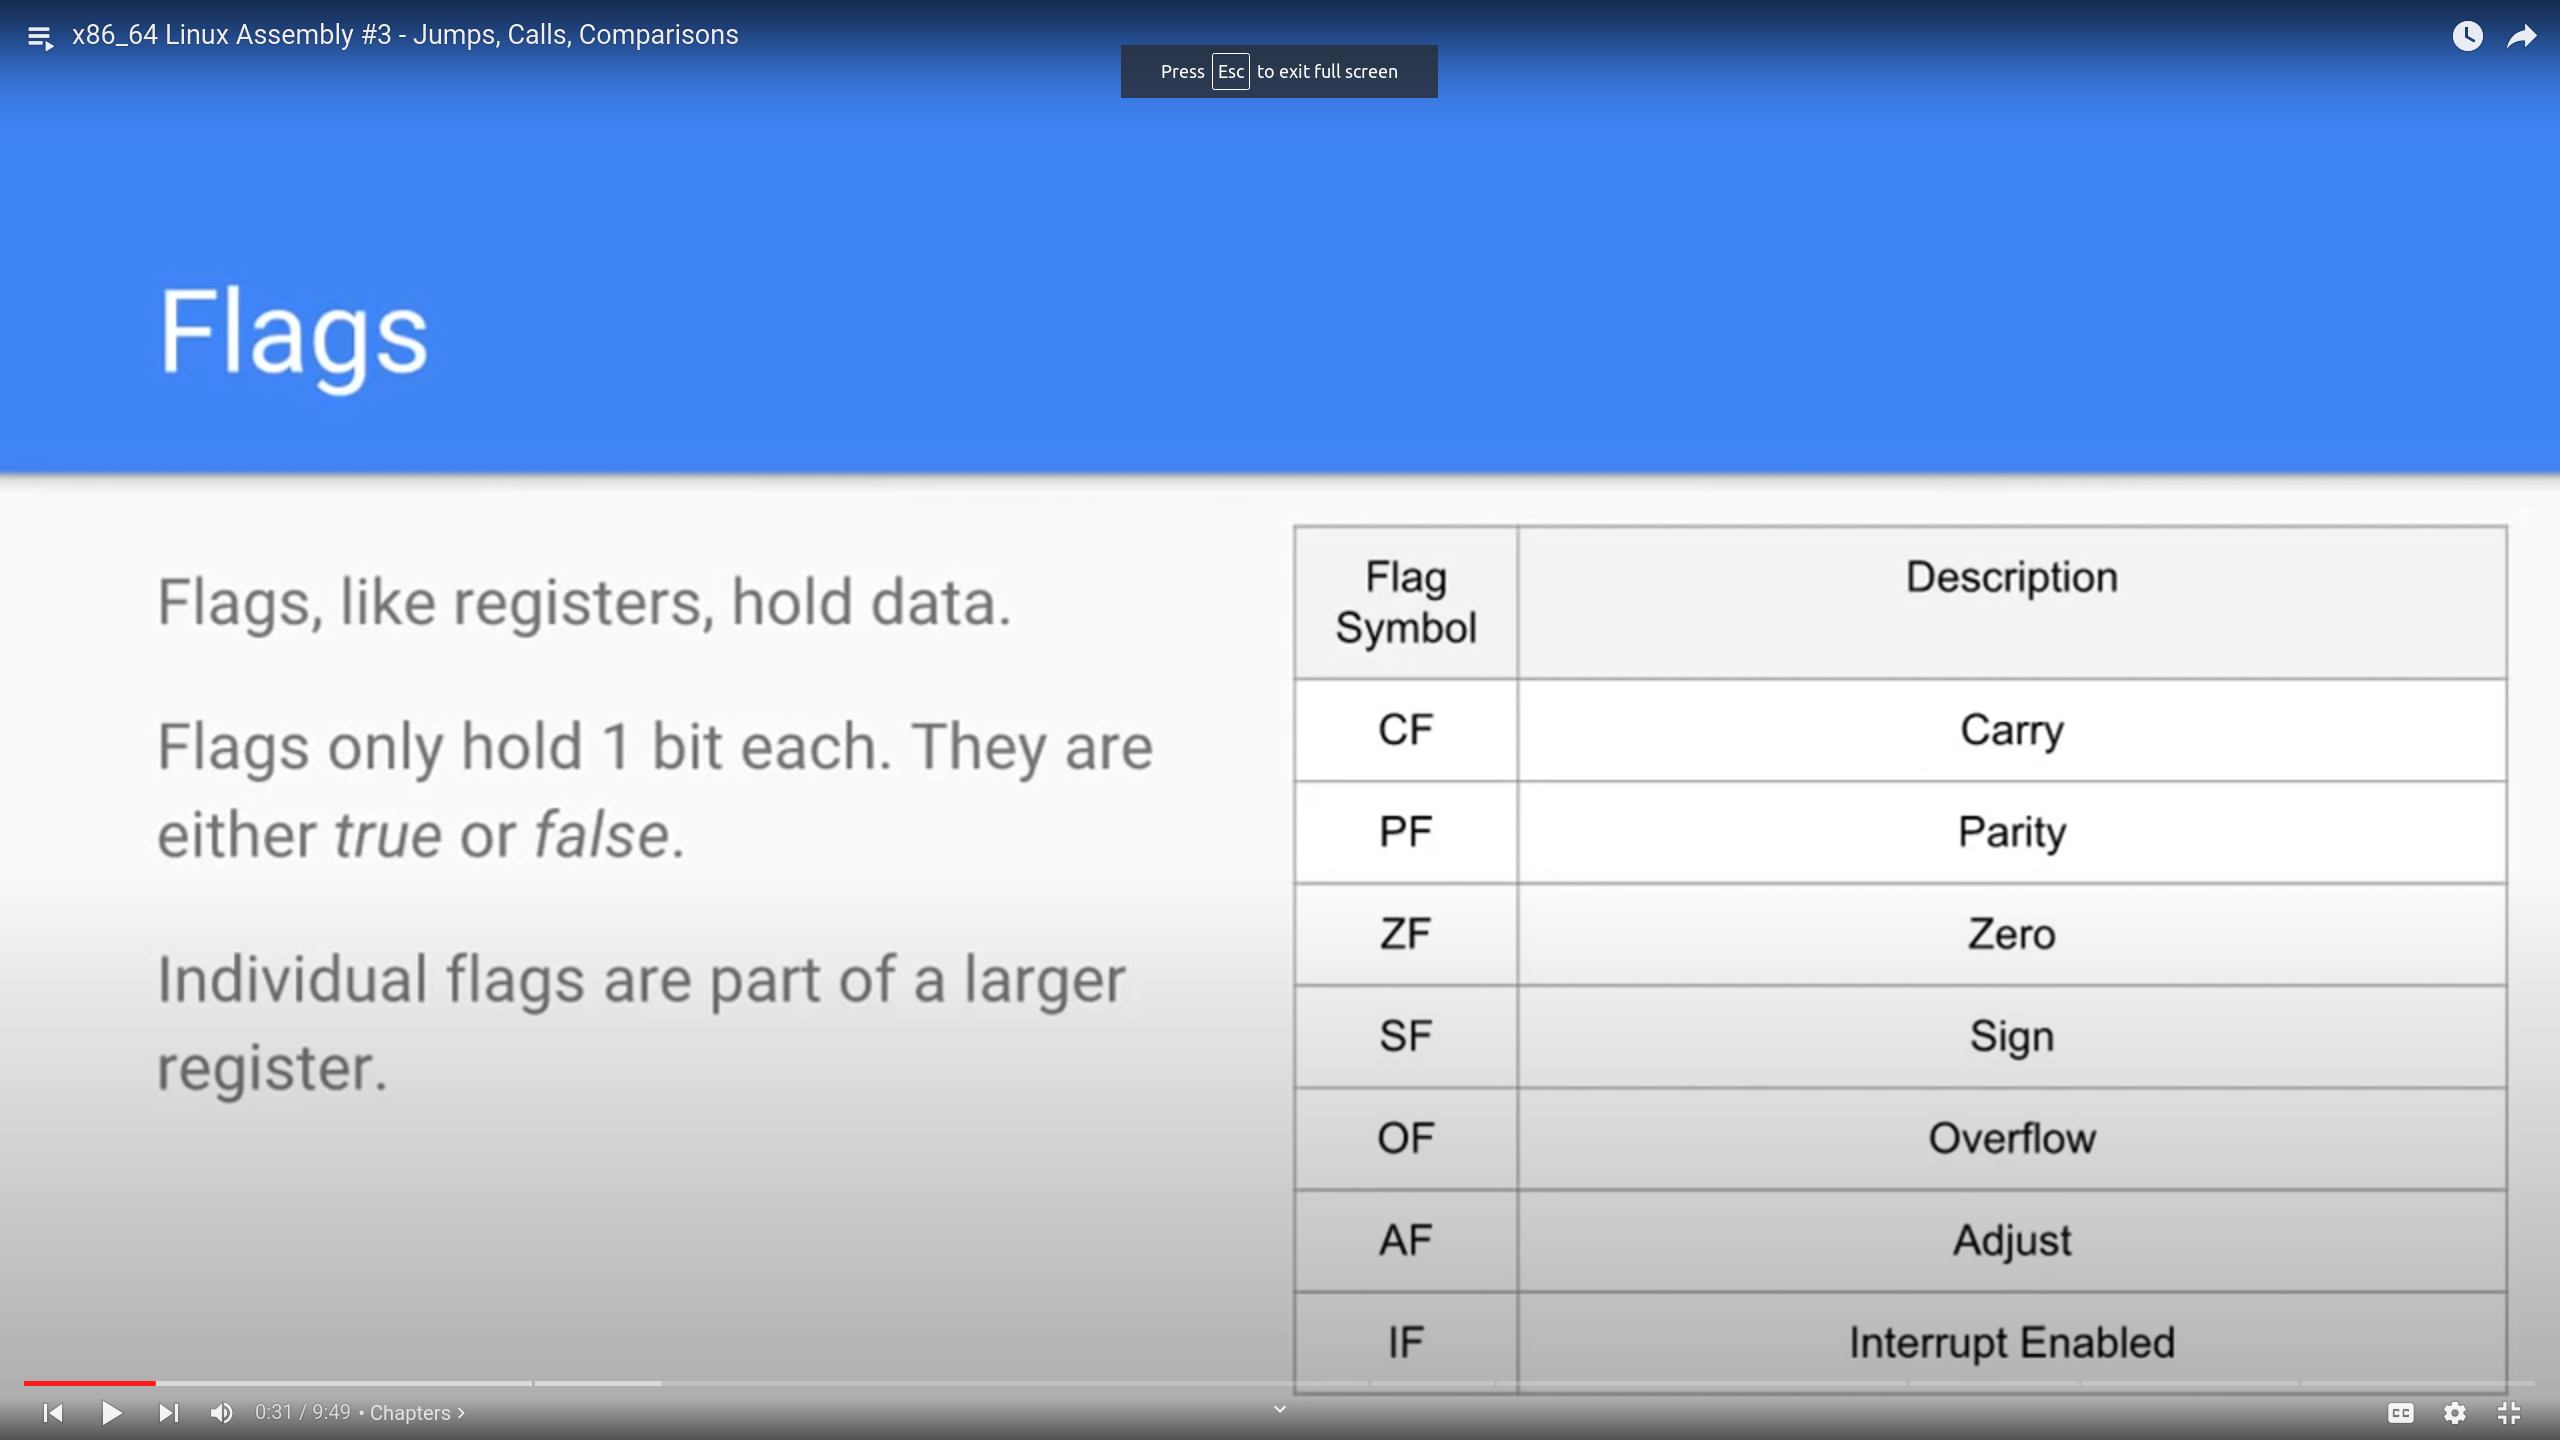 x86_64 Linux Assembly #3 - Jumps, Calls, Comparisons
Press Esc to exit full screen
Flags
Flags, like registers, hold data.
Flags only hold 1 bit each. They are
either true or false.
Individual flags are part of a larger
register.
Flag
Symbol
Description
CF
Carry
PF
Parity
ZF
Zero
SF
Sign
OF
Overflow
AF
Adjust
IF
Interrupt Enabled
0:31 / 9:49 • Chapters >
CC